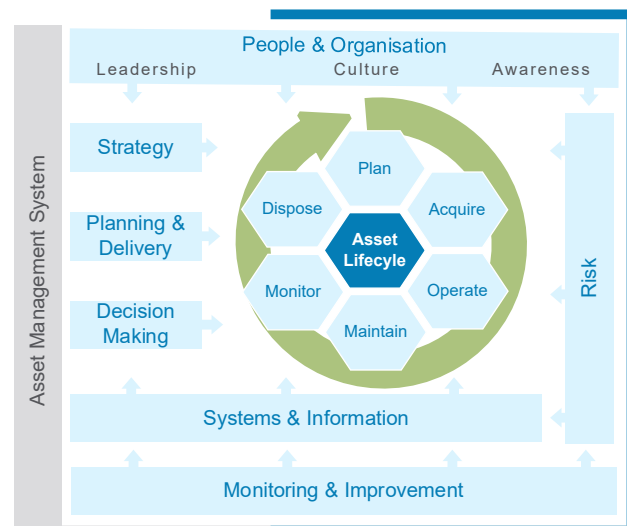 People & Organisation
Leadership Culture Awareness
Asset Management System
Strategy
Planning &
Delivery
Decision
Making
Plan
Acquire
Operate
Maintain
Monitor
Dispose
Asset
Lifecyle
Risk
Systems & Information
Monitoring & Improvement